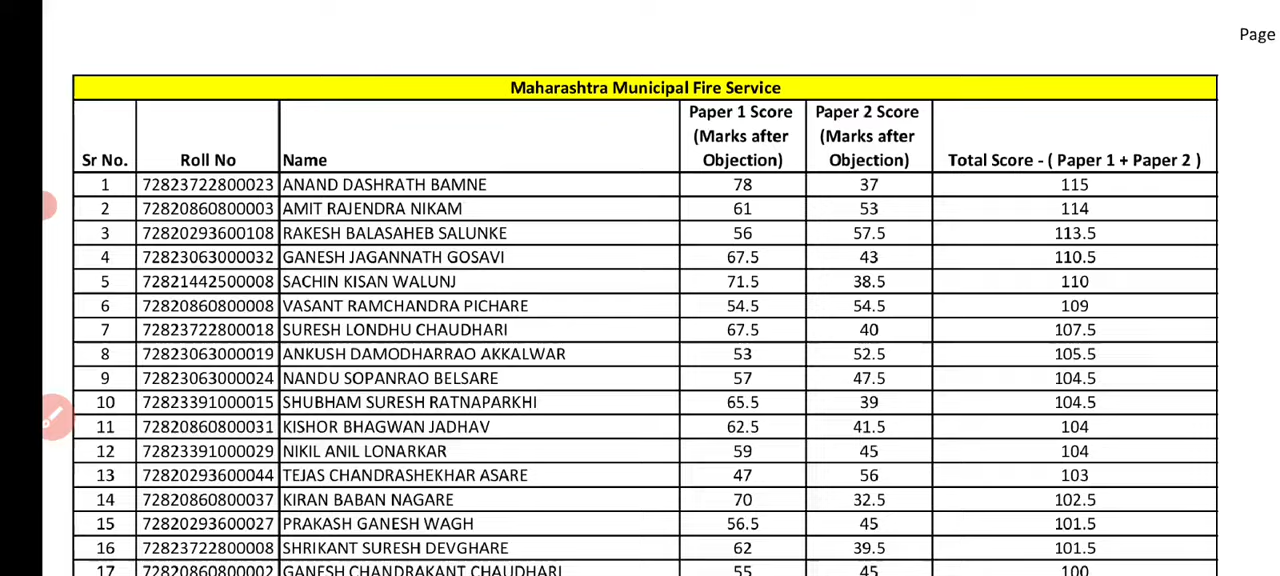 Page
Maharashtra Municipal Fire Service
Sr No. Roll No Name Paper 1 Score (Marks after Objection) Paper 2 Score (Marks after Objection) Total Score - ( Paper 1 + Paper 2 )
1 72823722800023 ANAND DASHRATH BAMNE 78 37 115
2 72820860800003 AMIT RAJENDRA NIKAM 61 53 114
3 72820293600108 RAKESH BALASAHEB SALUNKE 56 57.5 113.5
4 72823063000032 GANESH JAGANNATH GOSAVI 67.5 43 110.5
5 72821442500008 SACHIN KISAN WALUNJ 71.5 38.5 110
6 72820860800008 VASANT RAMCHANDRA PICHARE 54.5 54.5 109
7 72823722800018 SURESH LONDHU CHAUDHARI 67.5 40 107.5
8 72823063000019 ANKUSH DAMODHARRAO AKKALWAR 53 52.5 105.5
9 72823063000024 NANDU SOPANRAO BELSARE 57 47.5 104.5
10 72823391000015 SHUBHAM SURESH RATNAPARKHI 65.5 39 104.5
11 72820860800031 KISHOR BHAGWAN JADHAV 62.5 41.5 104
12 72823391000029 NIKIL ANIL LONARKAR 59 45 104
13 72820293600044 TEJAS CHANDRASHEKHAR ASARE 47 56 103
14 72820860800037 KIRAN BABAN NAGARE 70 32.5 102.5
15 72820293600027 PRAKASH GANESH WAGH 56.5 45 101.5
16 72823722800008 SHRIKANT SURESH DEVGHARE 62 39.5 101.5
17 72820860800002 GANESH CHANDRAKANT CHAUDHARI 55 45 100